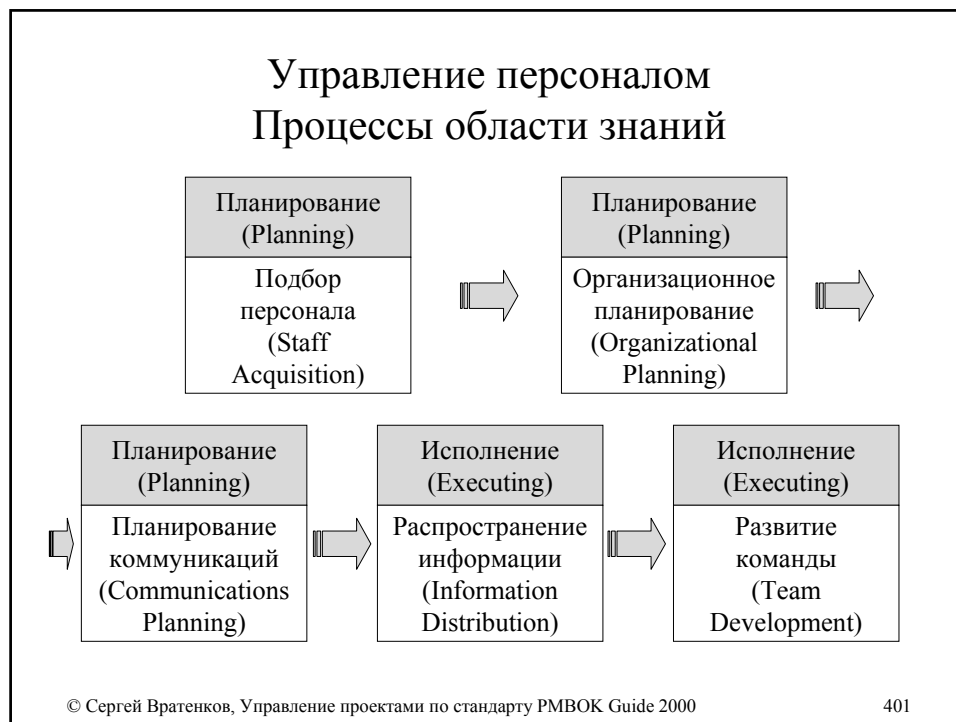 Управление персоналом
Процессы области знаний
Планирование
(Planning)
Подбор
персонала
(Staff
Acquisition)
Планирование
(Planning)
Организационное
планирование
(Organizational
Planning)
Планирование
(Planning)
Планирование
коммуникаций
(Communications
Planning)
Исполнение
(Executing)
Распространение
информации
(Information
Distribution)
Исполнение
(Executing)
Развитие
команды
(Team
Development)
© Сергей Вратенков, Управление проектами по стандарту PMBOK Guide 2000 401